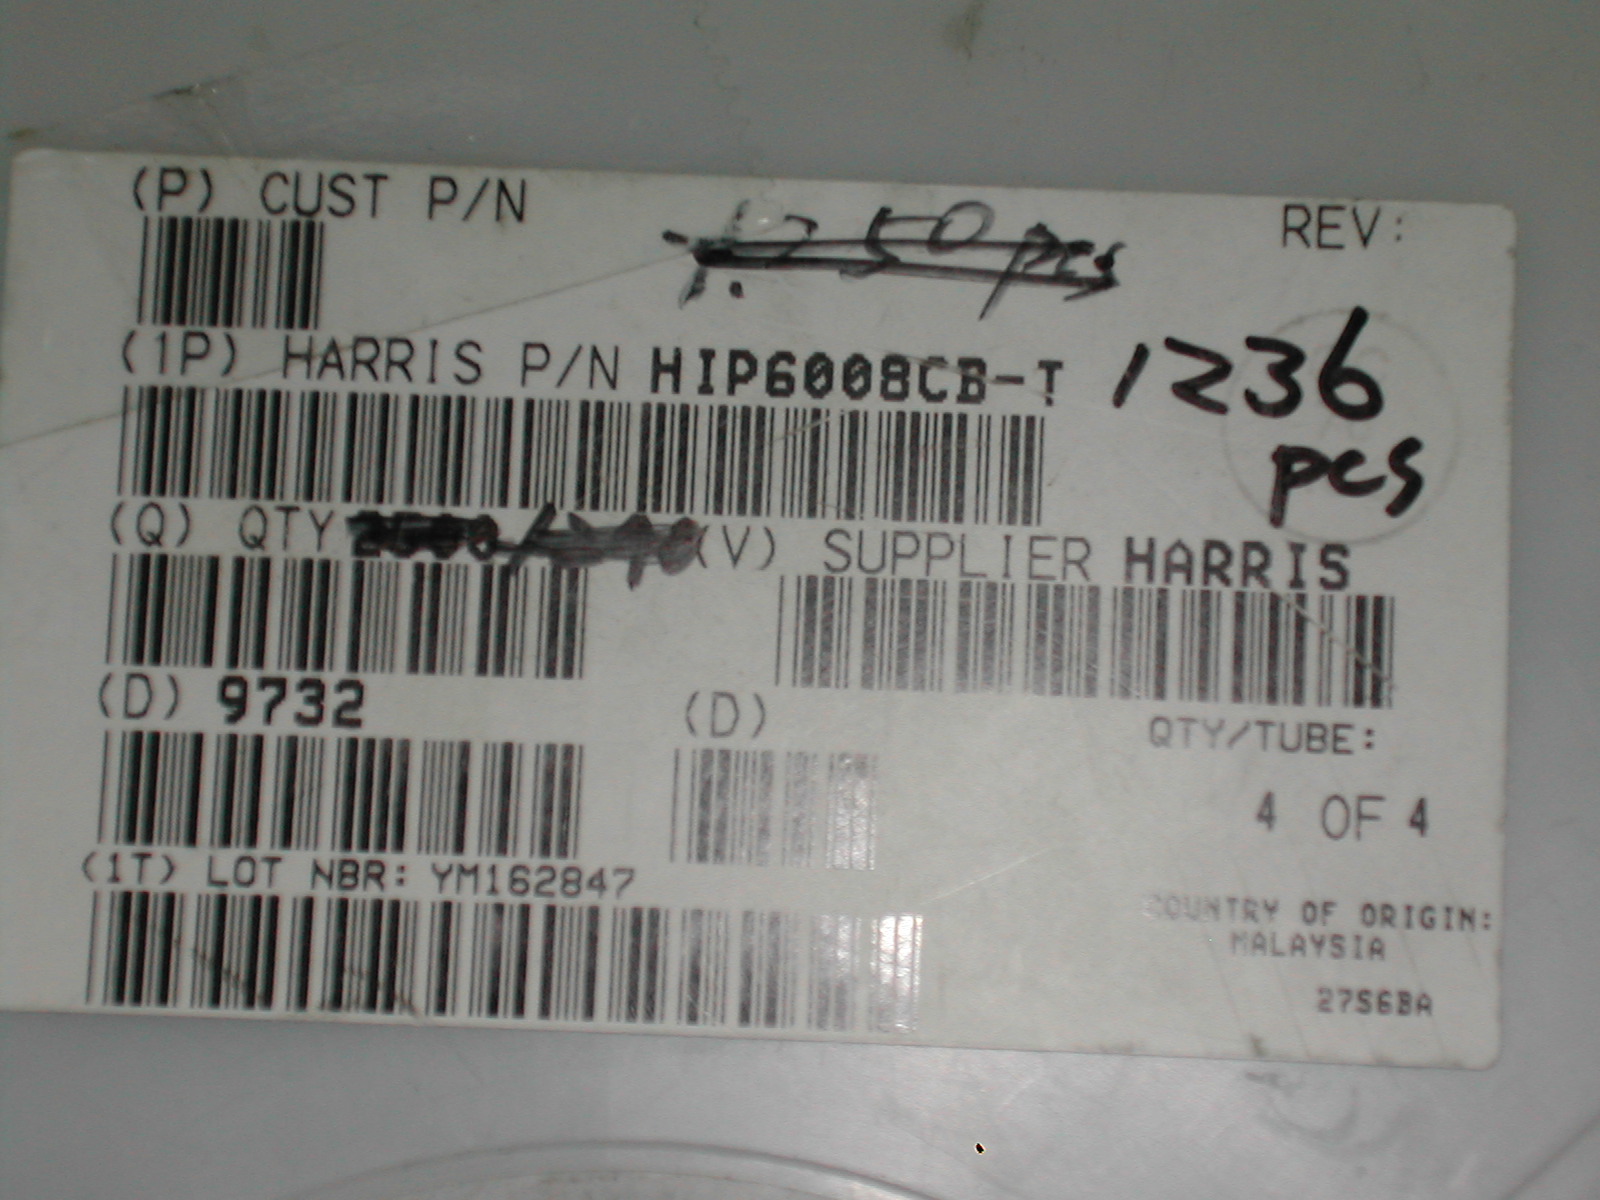 (P) CUST P/N
50 pcs
REV:
(1P) HARRIS P/N HIP6008CB-T
1236
pcs
(Q) QTY
(V) SUPPLIER HARRIS
(D) 9732
(D)
QTY/TUBE:
4 OF 4
(1T) LOT NBR: YM162847
COUNTRY OF ORIGIN:
MALAYSIA
27S6BA